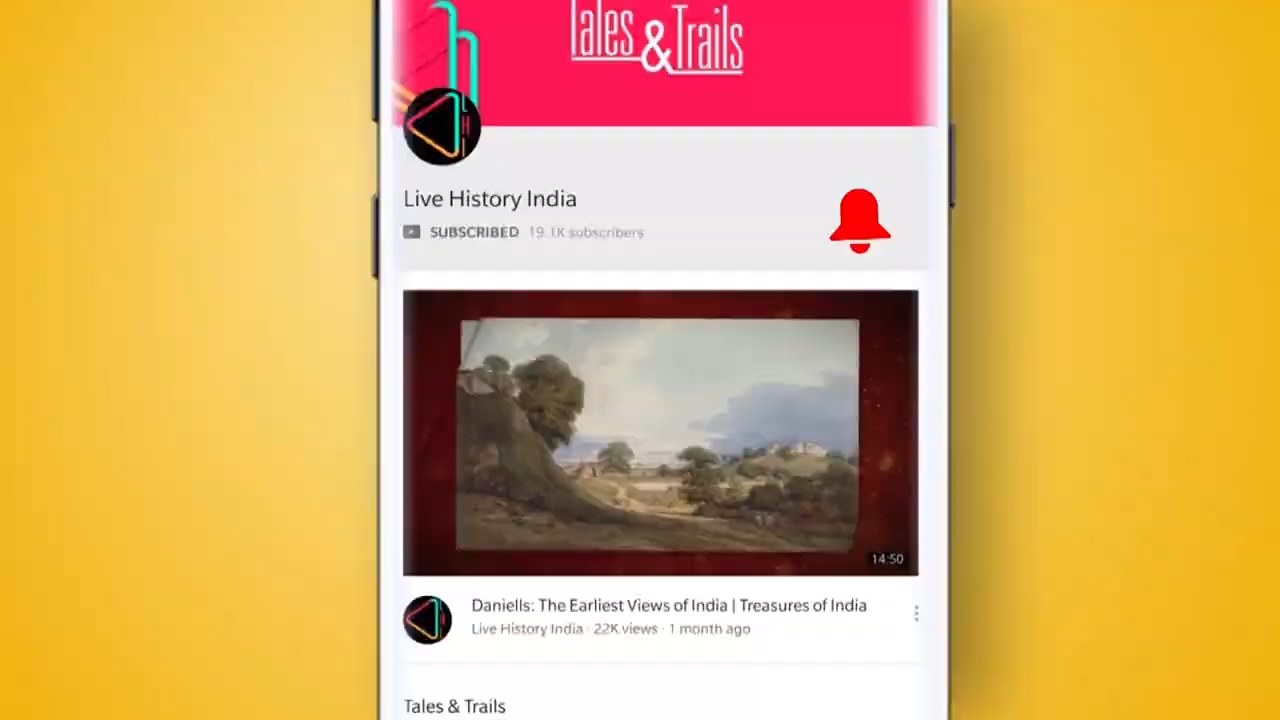 Tales & Trails
Live History India
SUBSCRIBED 19.1K subscribers
14:50
Daniells: The Earliest Views of India | Treasures of India
Live History India · 22K views · 1 month ago
Tales & Trails